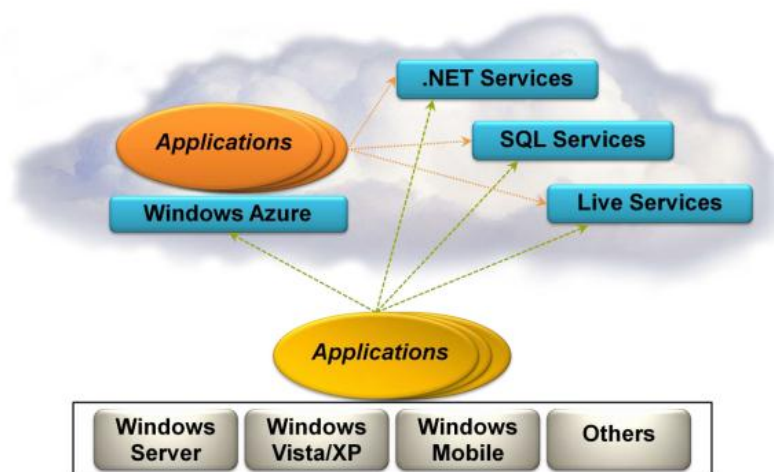 .NET Services
Applications
SQL Services
Windows Azure
Live Services
Applications
Windows
Server
Windows
Vista/XP
Windows
Mobile
Others